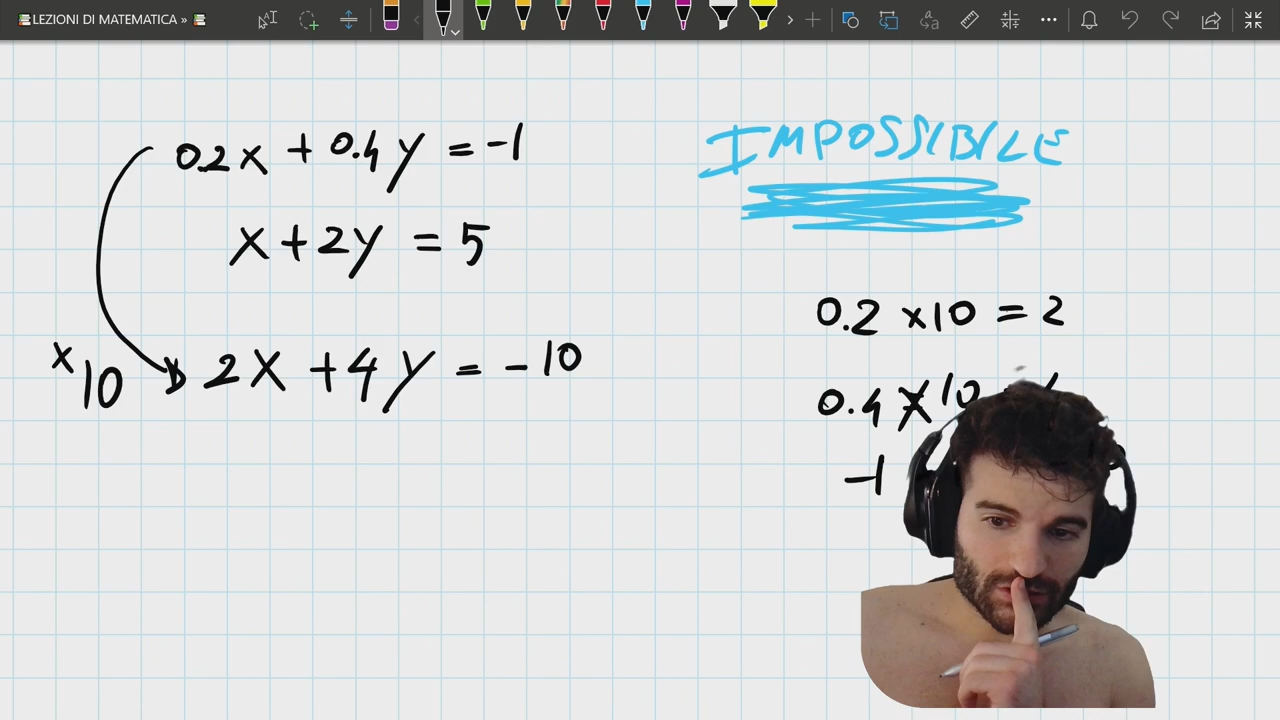 LEZIONI DI MATEMATICA »
0.2x + 0.4y = -1
x + 2y = 5
x10 2x + 4y = -10
IMPOSSIBILE
0.2 x10 = 2
0.4 x 10
-1